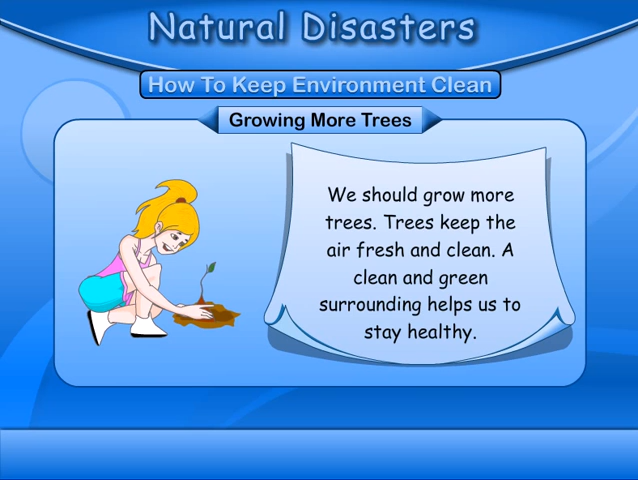 Natural Disasters
How To Keep Environment Clean
Growing More Trees
We should grow more
trees. Trees keep the
air fresh and clean. A
clean and green
surrounding helps us to
stay healthy.